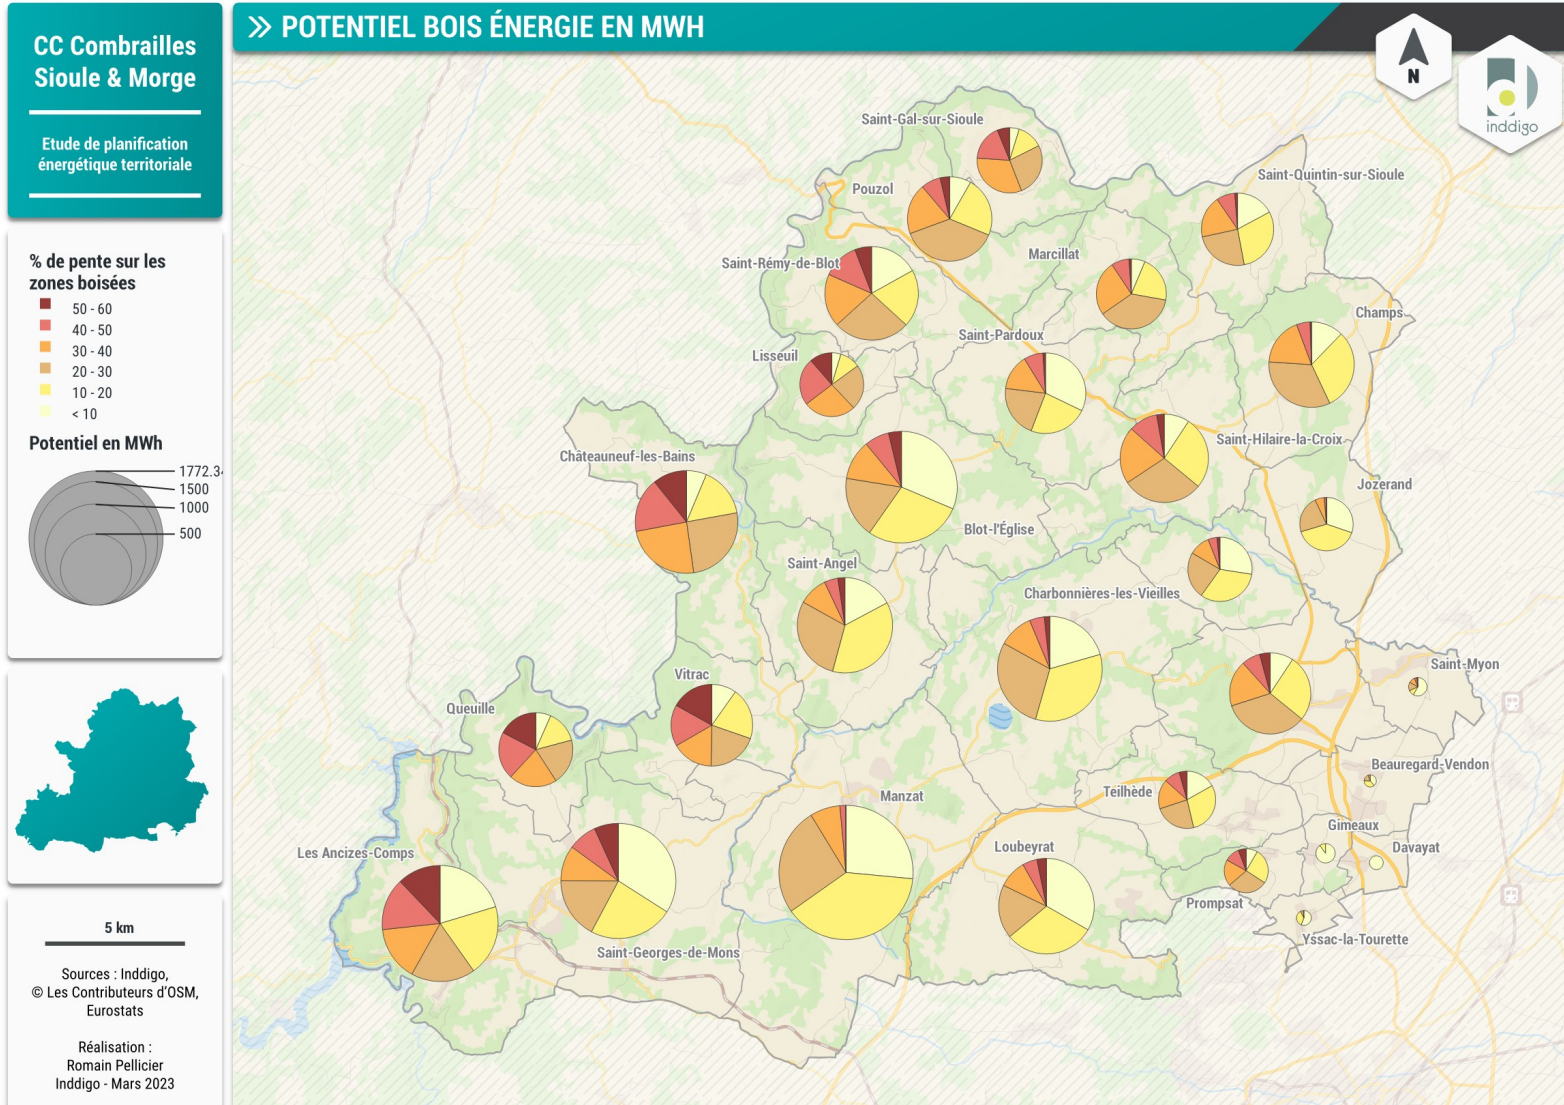 CC Combrailles
Sioule & Morge
Etude de planification
énergétique territoriale
% de pente sur les
zones boisées
50 - 60
40 - 50
30 - 40
20 - 30
10 - 20
< 10
Potentiel en MWh
1772.3
1500
1000
500
5 km
Sources : Inddigo,
© Les Contributeurs d'OSM,
Eurostats
Réalisation :
Romain Pellicier
Inddigo - Mars 2023
>> POTENTIEL BOIS ÉNERGIE EN MWH
N
inddigo
Saint-Gal-sur-Sioule
Saint-Quintin-sur-Sioule
Pouzol
Marcillat
Saint-Rémy-de-Blot
Champs
Saint-Pardoux
Lisseuil
Saint-Hilaire-la-Croix
Châteauneuf-les-Bains
Jozerand
Blot-l'Église
Saint-Angel
Charbonnières-les-Vieilles
Saint-Myon
Vitrac
Queuille
Beauregard-Vendon
Teilhède
Manzat
Gimeaux
Davayat
Loubeyrat
Les Ancizes-Comps
Prompsat
Yssac-la-Tourette
Saint-Georges-de-Mons